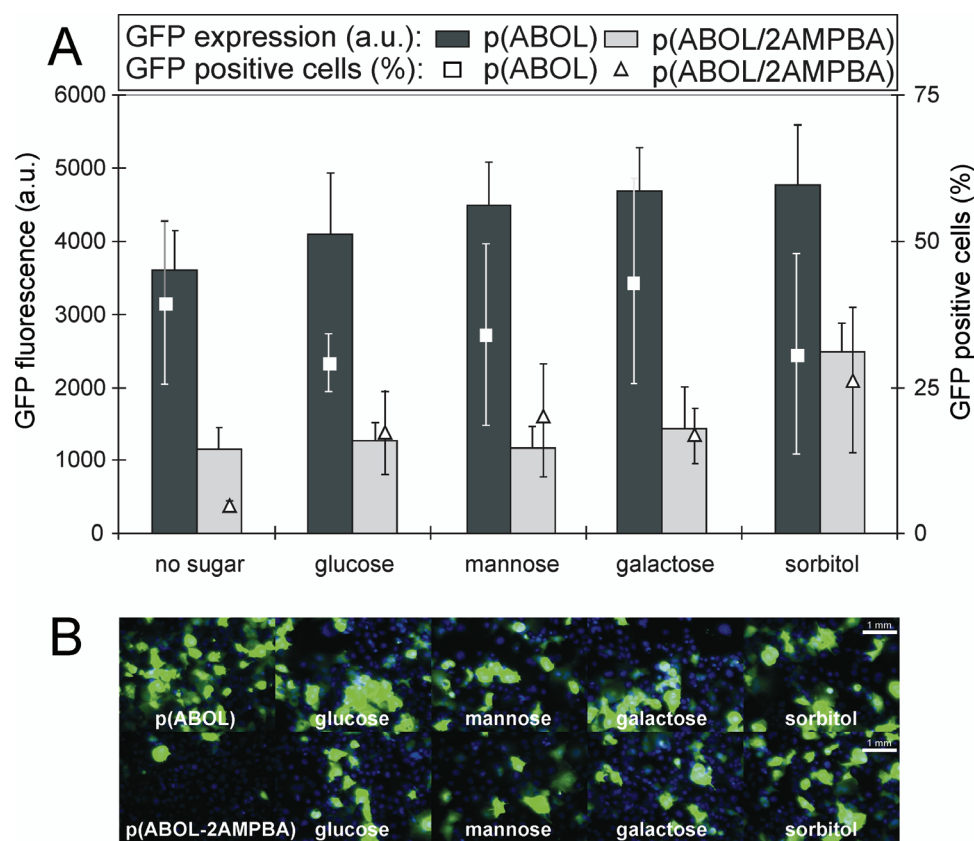 A
GFP expression (a.u.): p(ABOL) p(ABOL/2AMPBA)
GFP positive cells (%): p(ABOL) p(ABOL/2AMPBA)
6000
5000
4000
3000
2000
1000
0
GFP fluorescence (a.u.)
75
50
25
0
GFP positive cells (%)
no sugar glucose mannose galactose sorbitol
B
1 mm
p(ABOL) glucose mannose galactose sorbitol
1 mm
p(ABOL-2AMPBA) glucose mannose galactose sorbitol